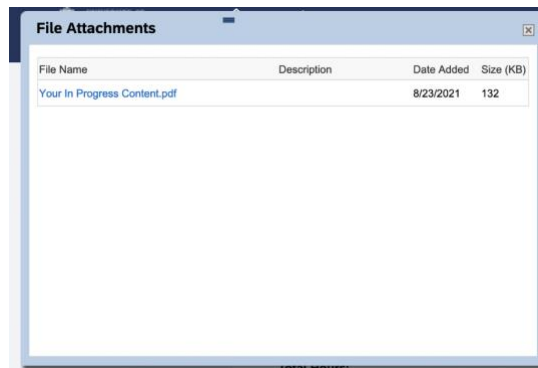 File Attachments
File Name Description Date Added Size (KB)
Your In Progress Content.pdf 8/23/2021 132